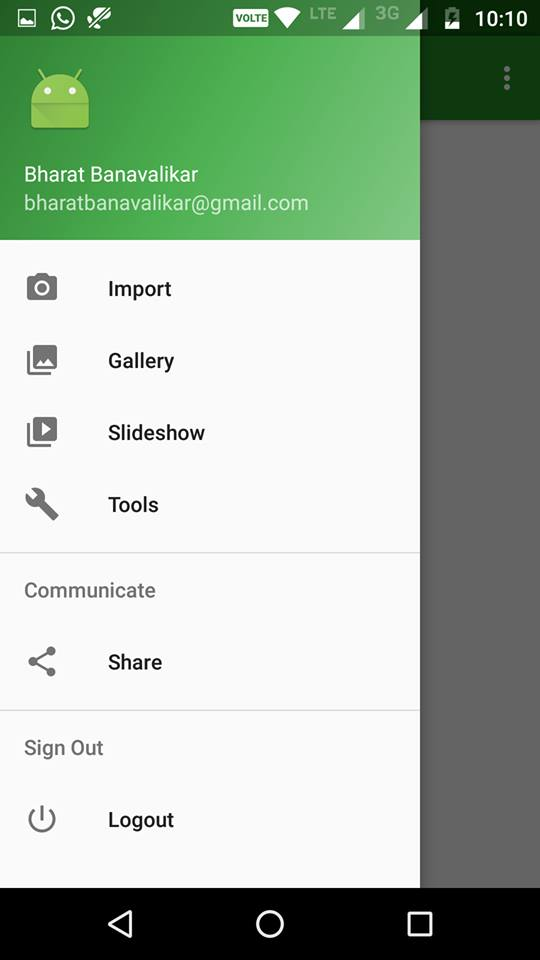 VOLTE LTE 3G 10:10
Bharat Banavalikar
bharatbanavalikar@gmail.com
Import
Gallery
Slideshow
Tools
Communicate
Share
Sign Out
Logout